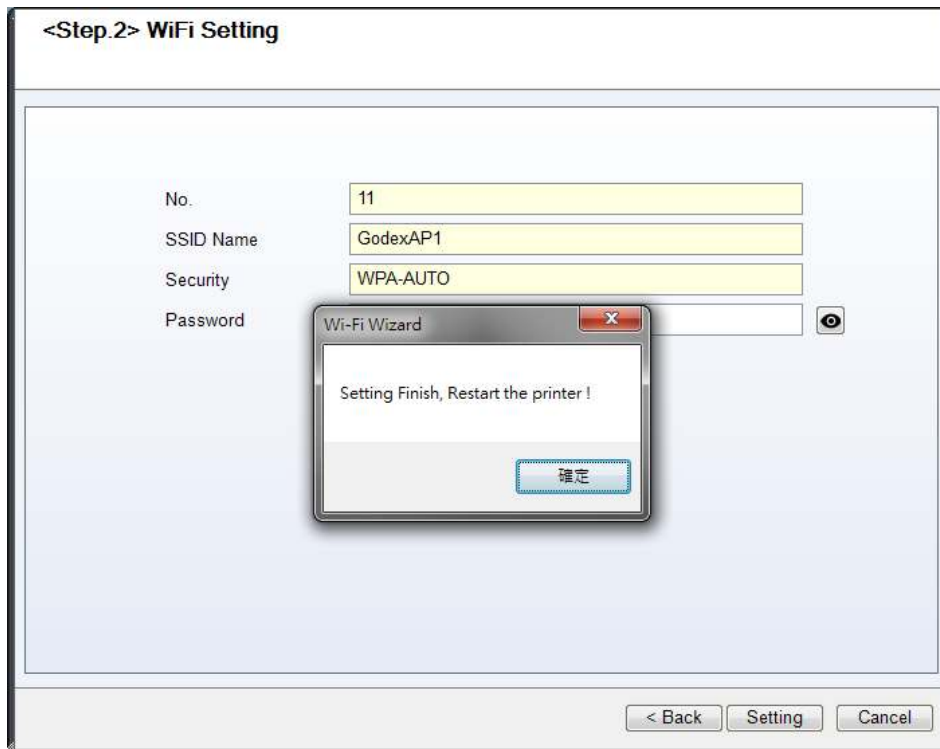 <Step.2> WiFi Setting
No. 11
SSID Name GodexAP1
Security WPA-AUTO
Password
Wi-Fi Wizard
Setting Finish, Restart the printer !
確定
< Back Setting Cancel